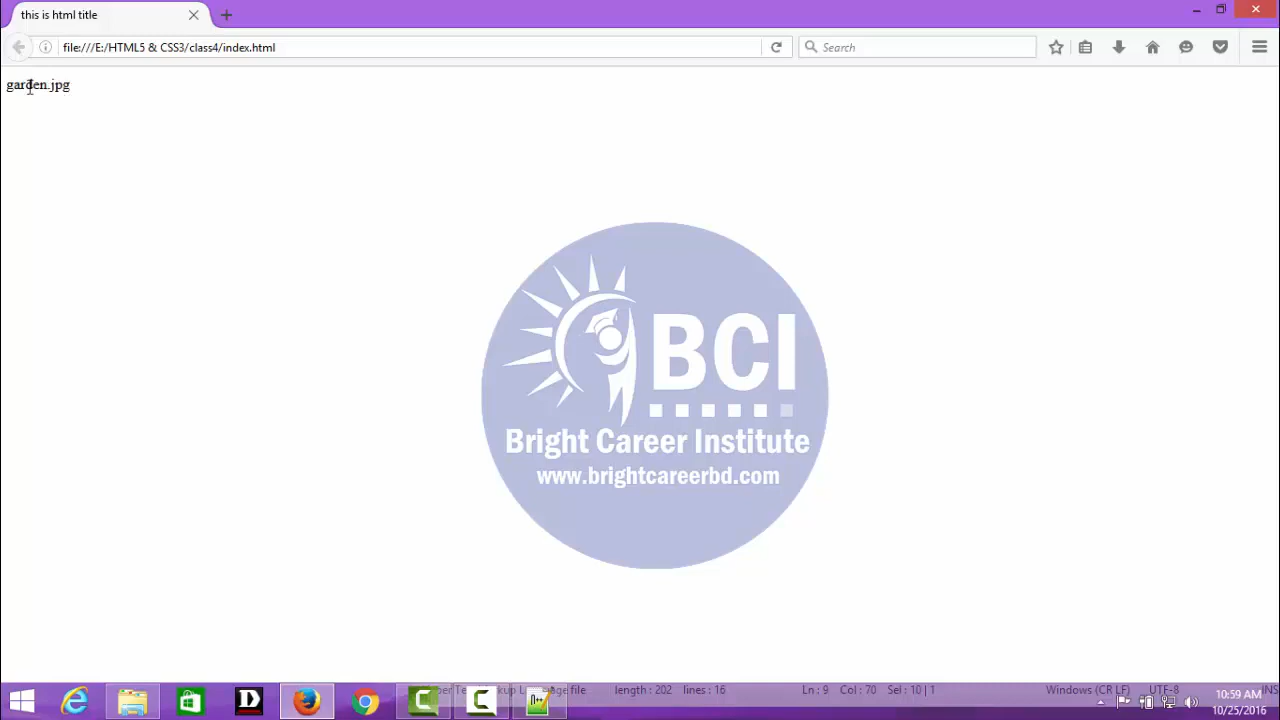 this is html title
file:///E:/HTML5 & CSS3/class4/index.html
Search
garden.jpg
BCI
Bright Career Institute
www.brightcareerbd.com
file length : 202 lines : 16 Ln : 9 Col : 70 Sel : 10 | 1 Windows (CR LF) UTF-8 INS
10:59 AM
10/25/2016